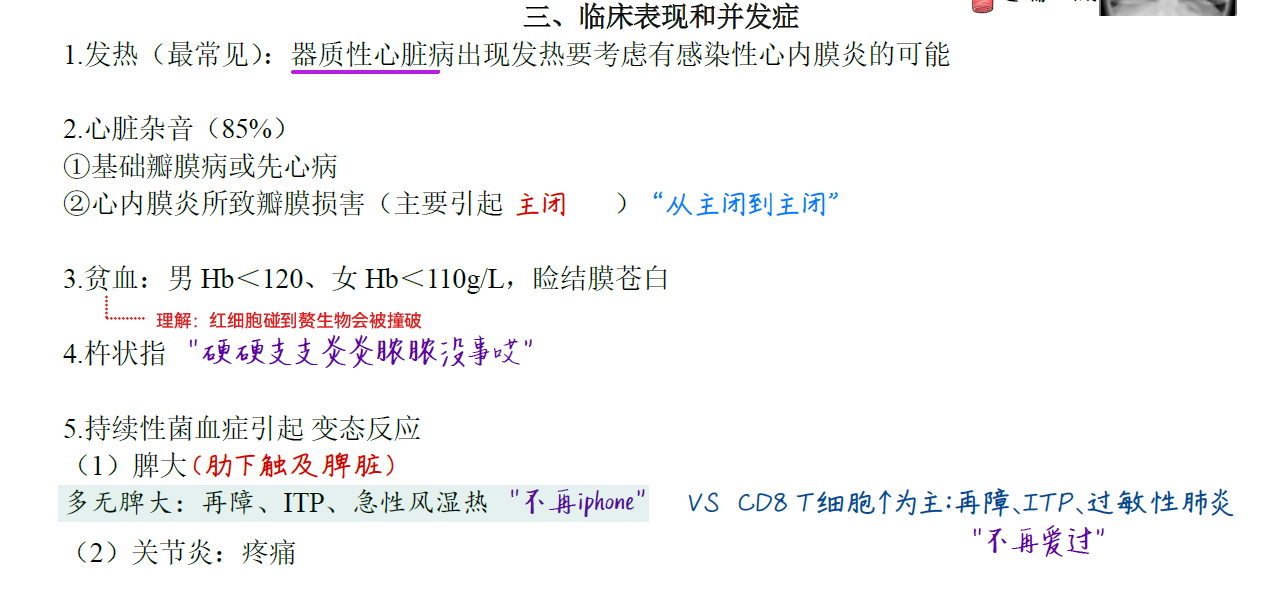 三、临床表现和并发症
1.发热（最常见）：器质性心脏病出现发热要考虑有感染性心内膜炎的可能
2.心脏杂音（85%）
①基础瓣膜病或先心病
②心内膜炎所致瓣膜损害（主要引起 主闭 ）“从主闭到主闭”
3.贫血：男 Hb＜120、女 Hb＜110g/L，睑结膜苍白
理解：红细胞碰到赘生物会被撞破
4.杵状指 "硬硬支支炎炎脓脓没事哎"
5.持续性菌血症引起 变态反应
（1）脾大(肋下触及脾脏)
多无脾大：再障、ITP、急性风湿热 "不再iphone" VS CD8 T细胞↑为主:再障、ITP、过敏性肺炎
"不再爱过"
（2）关节炎：疼痛